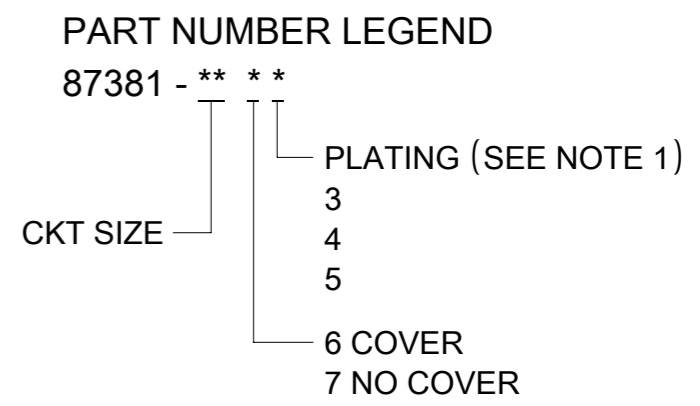 PART NUMBER LEGEND
87381 - ** * *
PLATING (SEE NOTE 1)
3
CKT SIZE
4
5
6 COVER
7 NO COVER